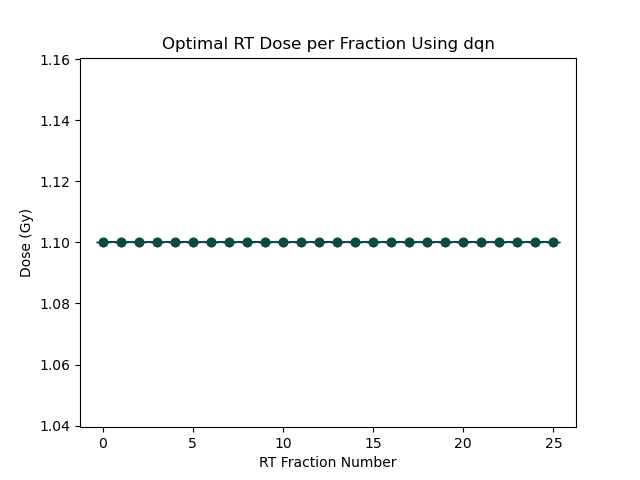 Optimal RT Dose per Fraction Using dqn
1.16
1.14
1.12
1.10
1.08
1.06
1.04
Dose (Gy)
0 5 10 15 20 25
RT Fraction Number